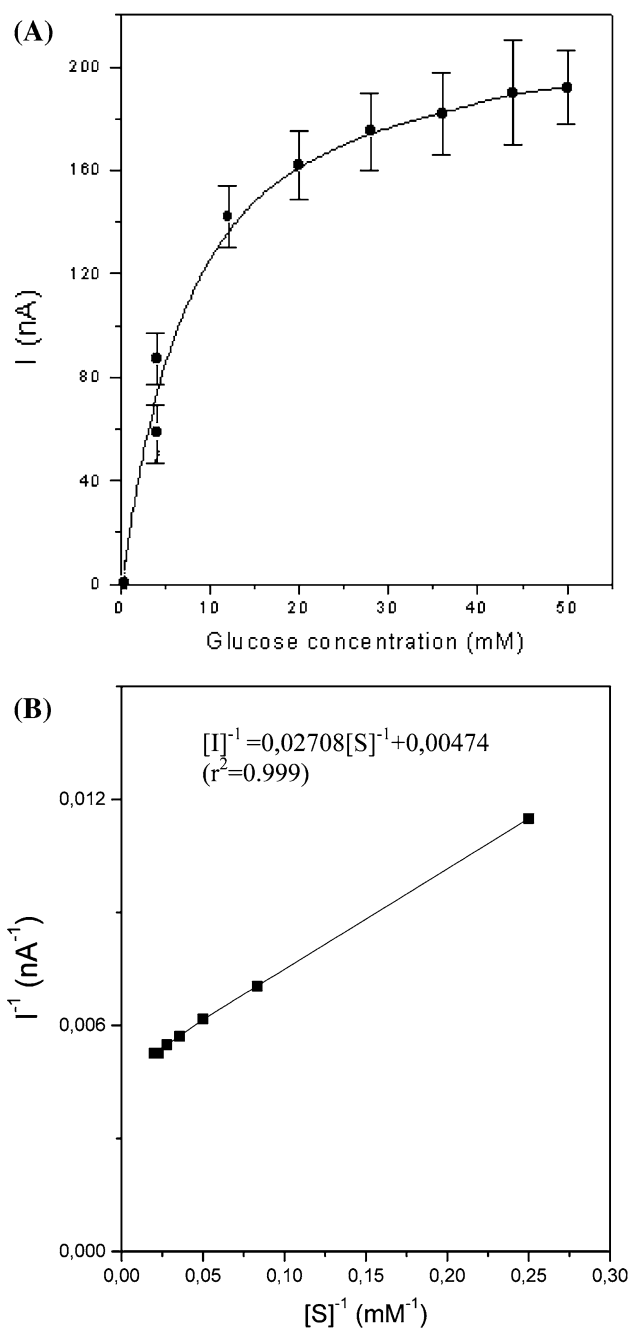 (A)
200
160
120
80
40
0
I (nA)
0 10 20 30 40 50
Glucose concentration (mM)
(B)
[I]⁻¹ =0,02708[S]⁻¹+0,00474
(r²=0.999)
0,012
0,006
0,000
I⁻¹ (nA⁻¹)
0,00 0,05 0,10 0,15 0,20 0,25 0,30
[S]⁻¹ (mM⁻¹)